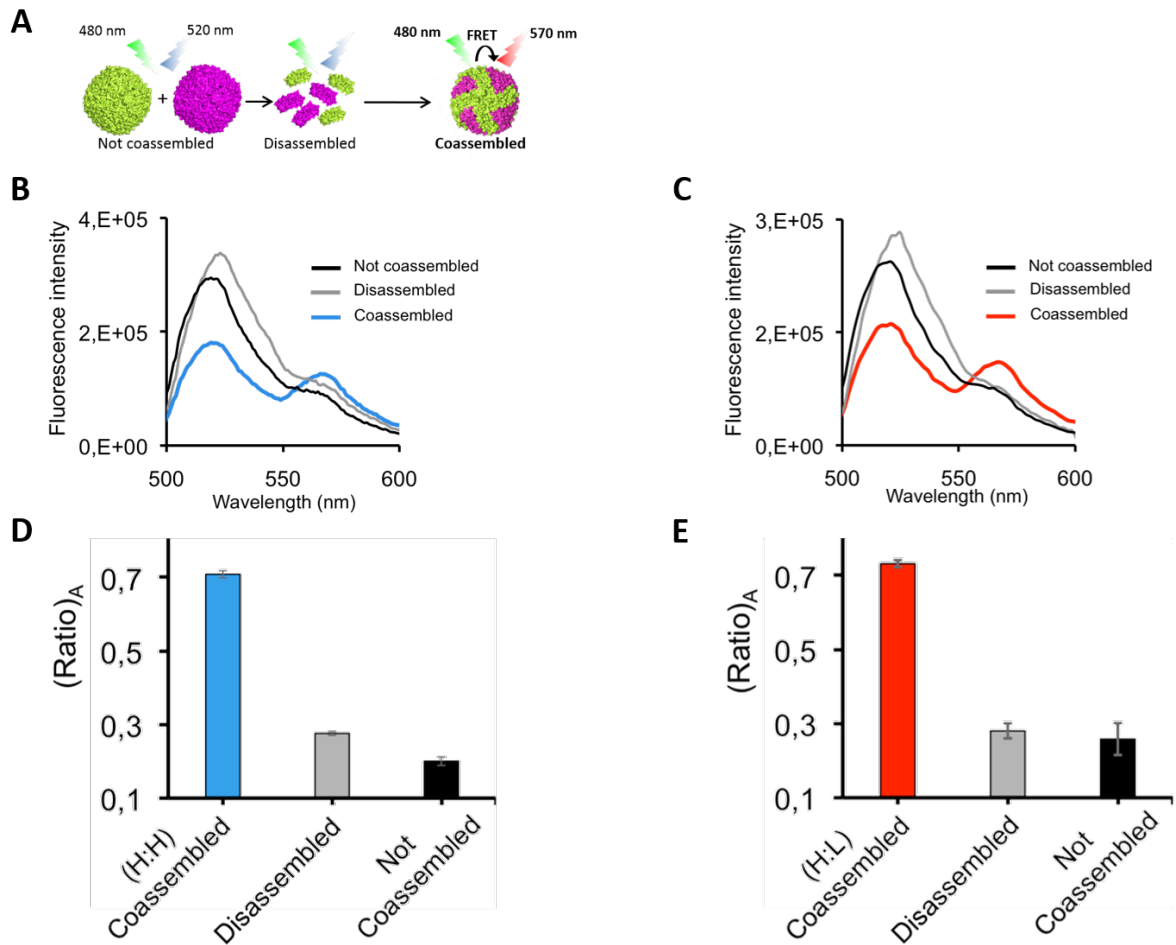 A
480 nm 520 nm 480 nm FRET 570 nm
+
Not coassembled Disassembled Coassembled
B
4,E+05
2,E+05
0,E+00
Fluorescence intensity
Not coassembled
Disassembled
Coassembled
500 550 600
Wavelength (nm)
C
3,E+05
2,E+05
0,E+00
Fluorescence intensity
Not coassembled
Disassembled
Coassembled
500 550 600
Wavelength (nm)
D
(Ratio)A
0,7
0,5
0,3
0,1
(H:H)
Coassembled
Disassembled
Not
Coassembled
E
(Ratio)A
0,7
0,5
0,3
0,1
(H:L)
Coassembled
Disassembled
Not
Coassembled